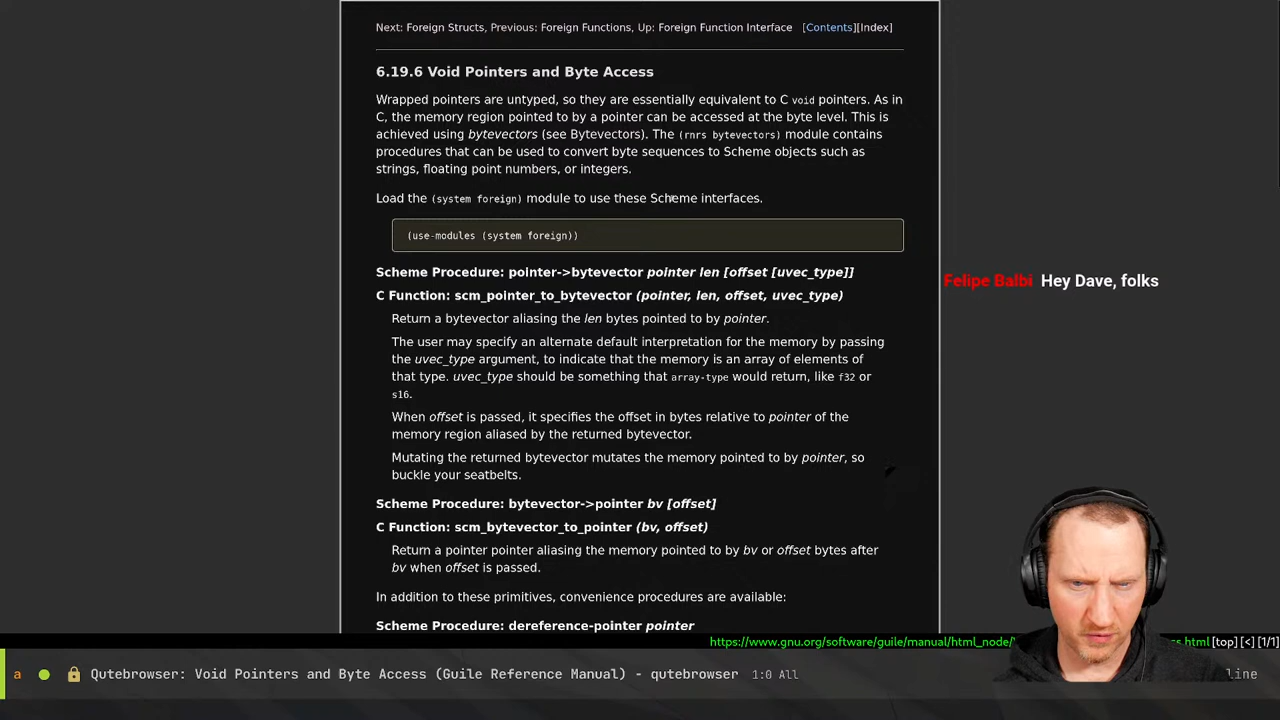 Next: Foreign Structs, Previous: Foreign Functions, Up: Foreign Function Interface [Contents][Index]
6.19.6 Void Pointers and Byte Access
Wrapped pointers are untyped, so they are essentially equivalent to C void pointers. As in
C, the memory region pointed to by a pointer can be accessed at the byte level. This is
achieved using bytevectors (see Bytevectors). The (rnrs bytevectors) module contains
procedures that can be used to convert byte sequences to Scheme objects such as
strings, floating point numbers, or integers.
Load the (system foreign) module to use these Scheme interfaces.
(use-modules (system foreign))
Scheme Procedure: pointer->bytevector pointer len [offset [uvec_type]]
C Function: scm_pointer_to_bytevector (pointer, len, offset, uvec_type)
Felipe Balbi Hey Dave, folks
Return a bytevector aliasing the len bytes pointed to by pointer.
The user may specify an alternate default interpretation for the memory by passing
the uvec_type argument, to indicate that the memory is an array of elements of
that type. uvec_type should be something that array-type would return, like f32 or
s16.
When offset is passed, it specifies the offset in bytes relative to pointer of the
memory region aliased by the returned bytevector.
Mutating the returned bytevector mutates the memory pointed to by pointer, so
buckle your seatbelts.
Scheme Procedure: bytevector->pointer bv [offset]
C Function: scm_bytevector_to_pointer (bv, offset)
Return a pointer pointer aliasing the memory pointed to by bv or offset bytes after
bv when offset is passed.
In addition to these primitives, convenience procedures are available:
Scheme Procedure: dereference-pointer pointer
https://www.gnu.org/software/guile/manual/html_node/ [top] [<] [1/1]
a Qutebrowser: Void Pointers and Byte Access (Guile Reference Manual) - qutebrowser 1:0 All